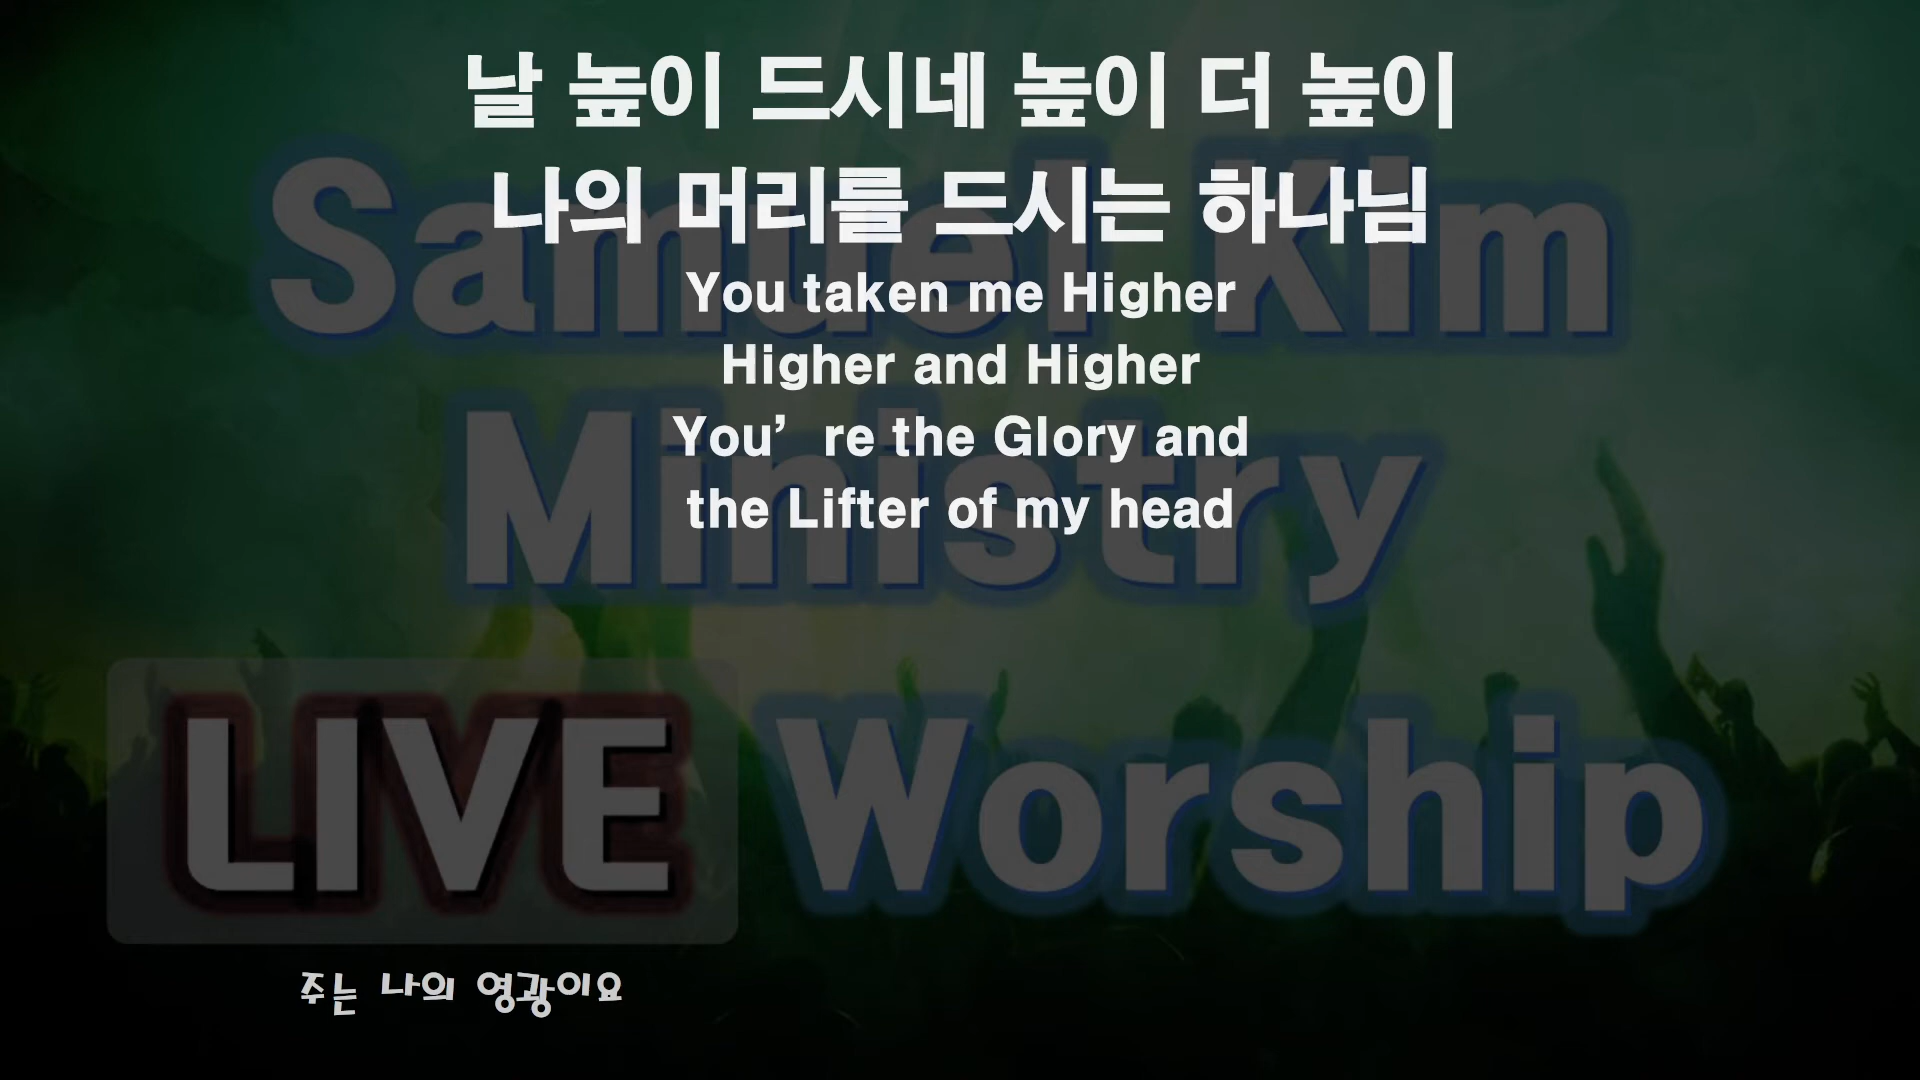 날 높이 드시네 높이 더 높이
나의 머리를 드시는 하나님
You taken me Higher
Higher and Higher
You’re the Glory and
the Lifter of my head
Samuel Kim
Ministry
LIVE Worship
주는 나의 영광이요